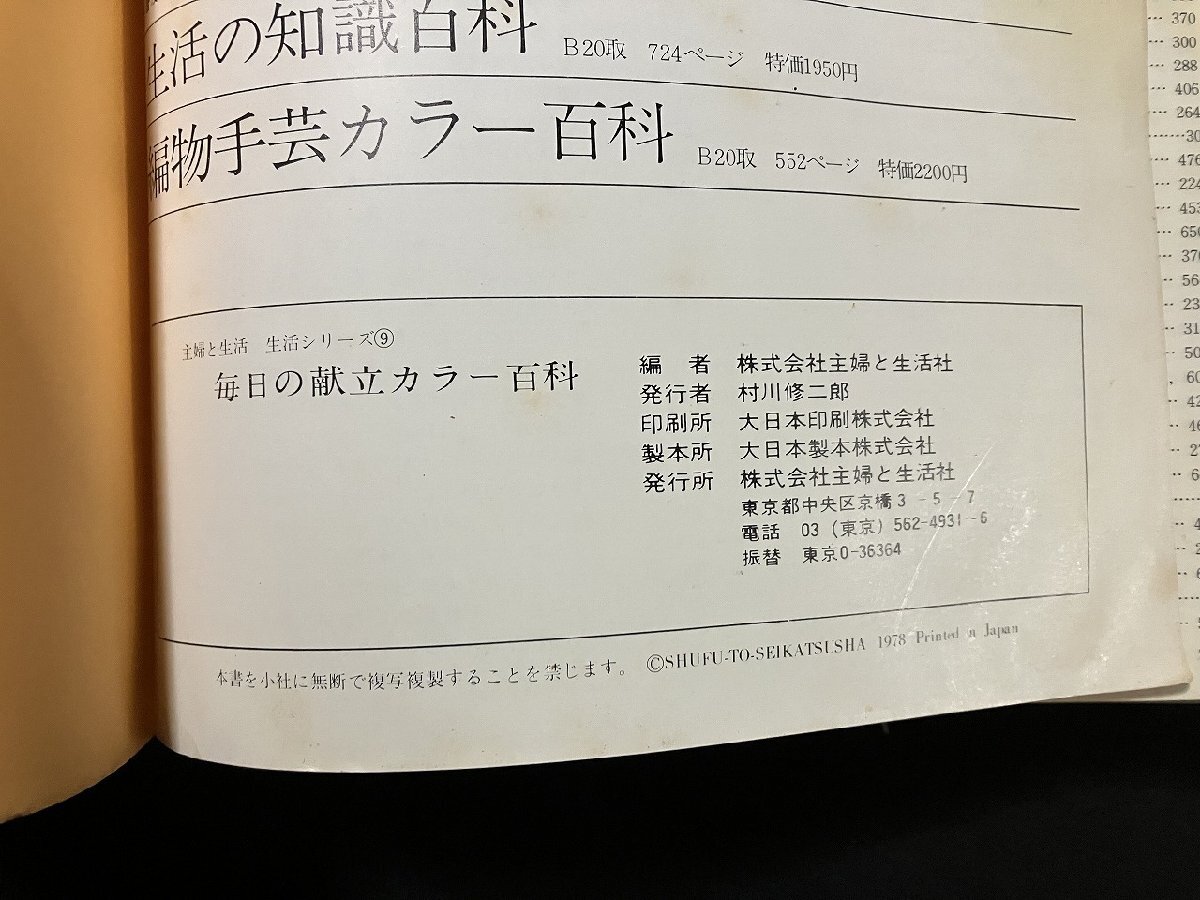 生活の知識百科 B20取 724ページ 特価1950円
編物手芸カラー百科 B20取 552ページ 特価2200円
主婦と生活 生活シリーズ⑨
毎日の献立カラー百科
編 者 株式会社主婦と生活社
発行者 村川修二郎
印刷所 大日本印刷株式会社
製本所 大日本製本株式会社
発行所 株式会社主婦と生活社
東京都中央区京橋3-5-7
電話 03(東京)562-4931-6
振替 東京0-36364
本書を小社に無断で複写複製することを禁じます。 ©SHUFU-TO-SEIKATSUSHA 1978 Printed in Japan
… 370
… 300
… 288
… 405
… 264
… 476
… 224
… 453
… 650